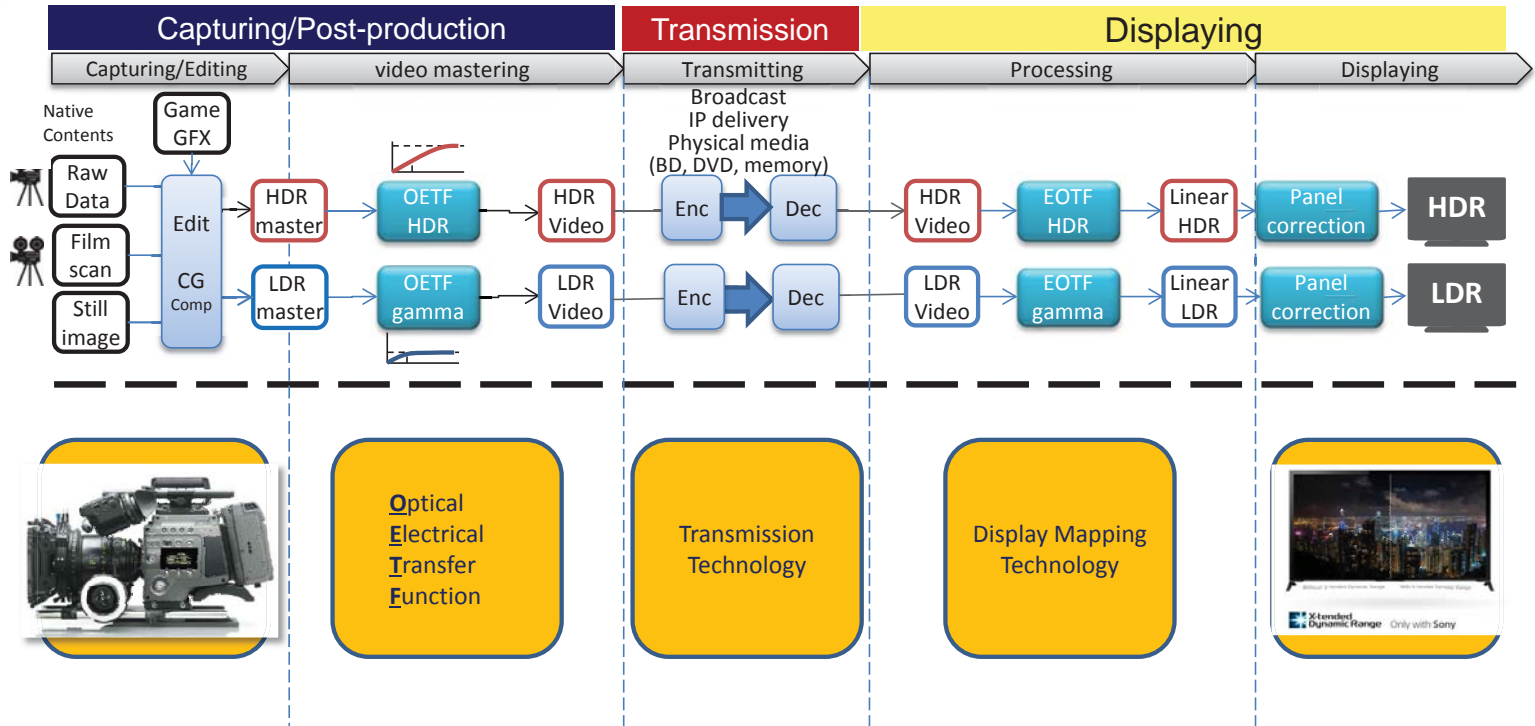 Capturing/Post-production
Transmission
Displaying
Capturing/Editing
video mastering
Transmitting
Processing
Displaying
Native
Contents
Game
GFX
Broadcast
IP delivery
Physical media
(BD, DVD, memory)
Raw
Data
Film
scan
Still
image
Edit
CG
Comp
HDR
master
OETF
HDR
HDR
Video
Enc
Dec
HDR
Video
EOTF
HDR
Linear
HDR
Panel
correction
HDR
LDR
master
OETF
gamma
LDR
Video
Enc
Dec
LDR
Video
EOTF
gamma
Linear
LDR
Panel
correction
LDR
Optical
Electrical
Transfer
Function
Transmission
Technology
Display Mapping
Technology
X-tended
Dynamic Range
Only with Sony